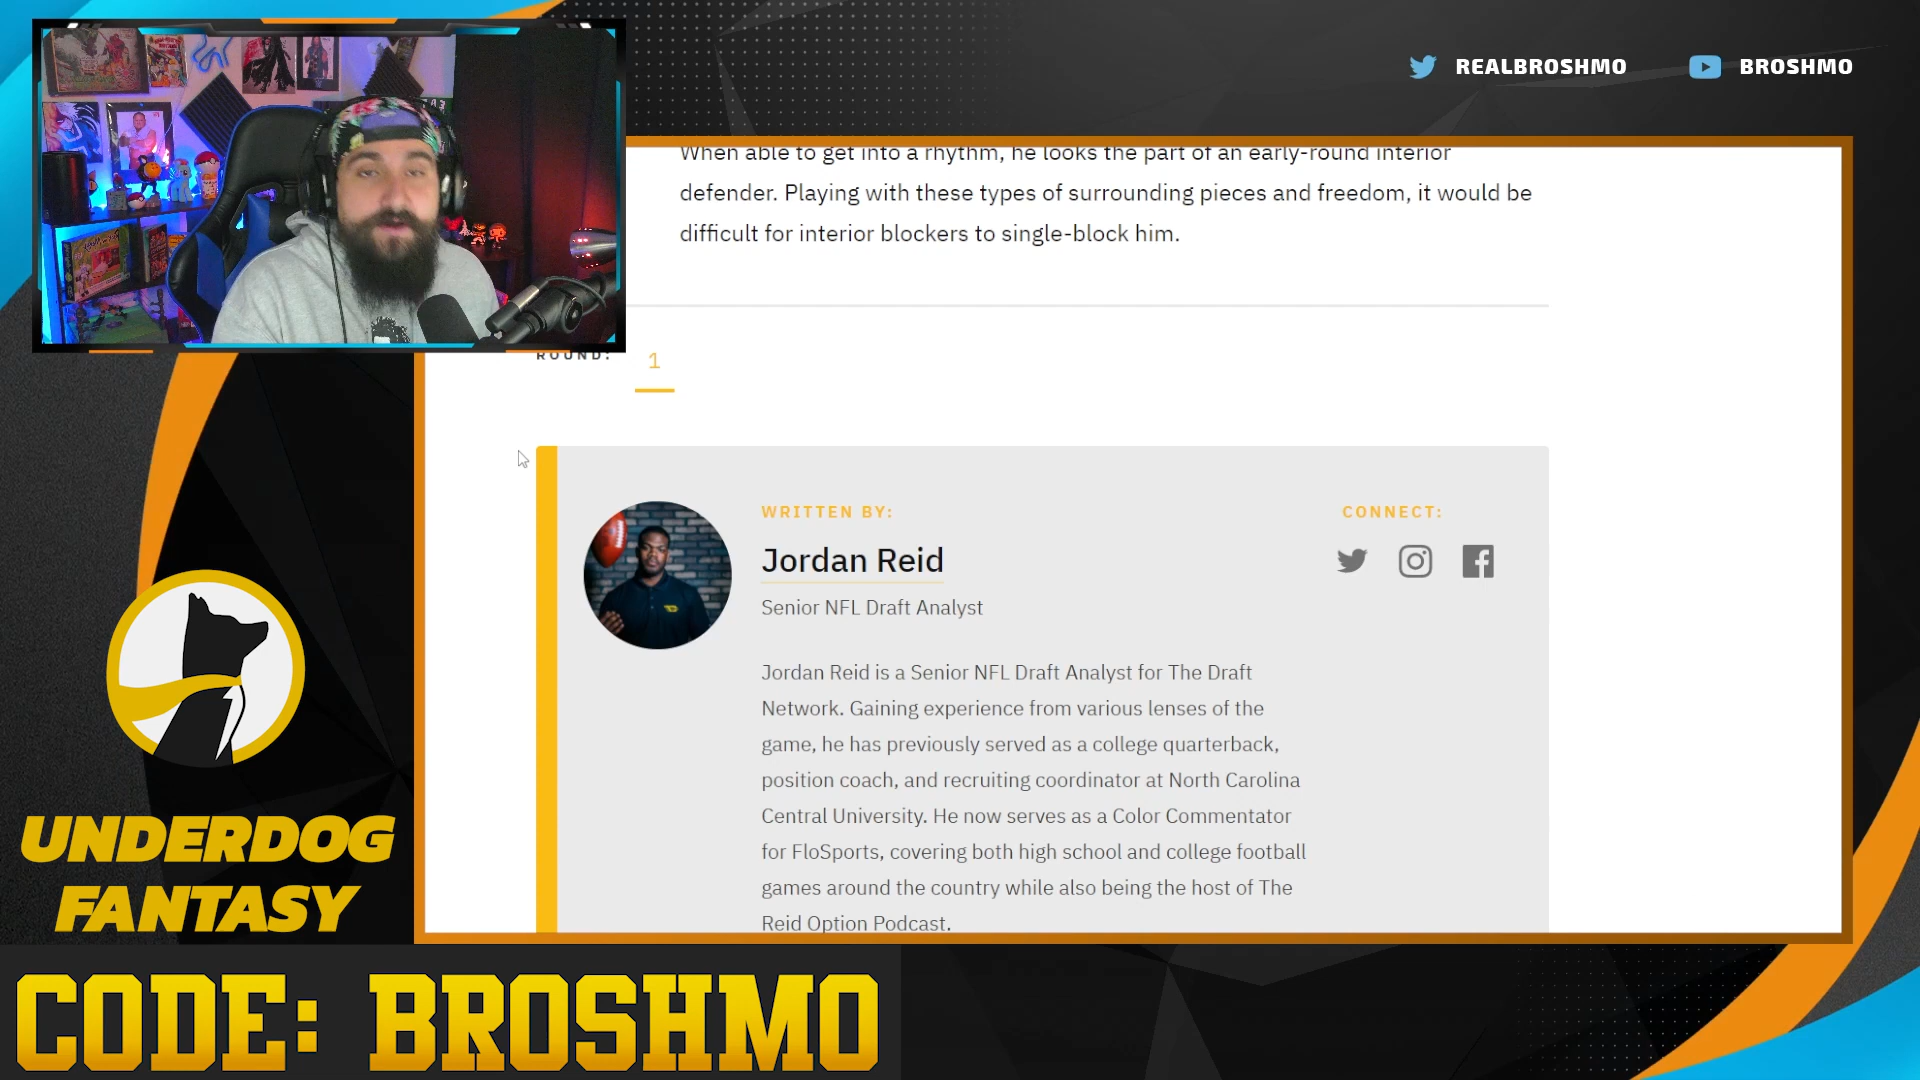 REALBROSHMO
BROSHMO
When able to get into a rhythm, he looks the part of an early-round interior
defender. Playing with these types of surrounding pieces and freedom, it would be
difficult for interior blockers to single-block him.
ROUND:
1
WRITTEN BY:
CONNECT:
Jordan Reid
Senior NFL Draft Analyst
Jordan Reid is a Senior NFL Draft Analyst for The Draft
Network. Gaining experience from various lenses of the
game, he has previously served as a college quarterback,
position coach, and recruiting coordinator at North Carolina
Central University. He now serves as a Color Commentator
for FloSports, covering both high school and college football
games around the country while also being the host of The
Reid Option Podcast.
UNDERDOG
FANTASY
CODE: BROSHMO